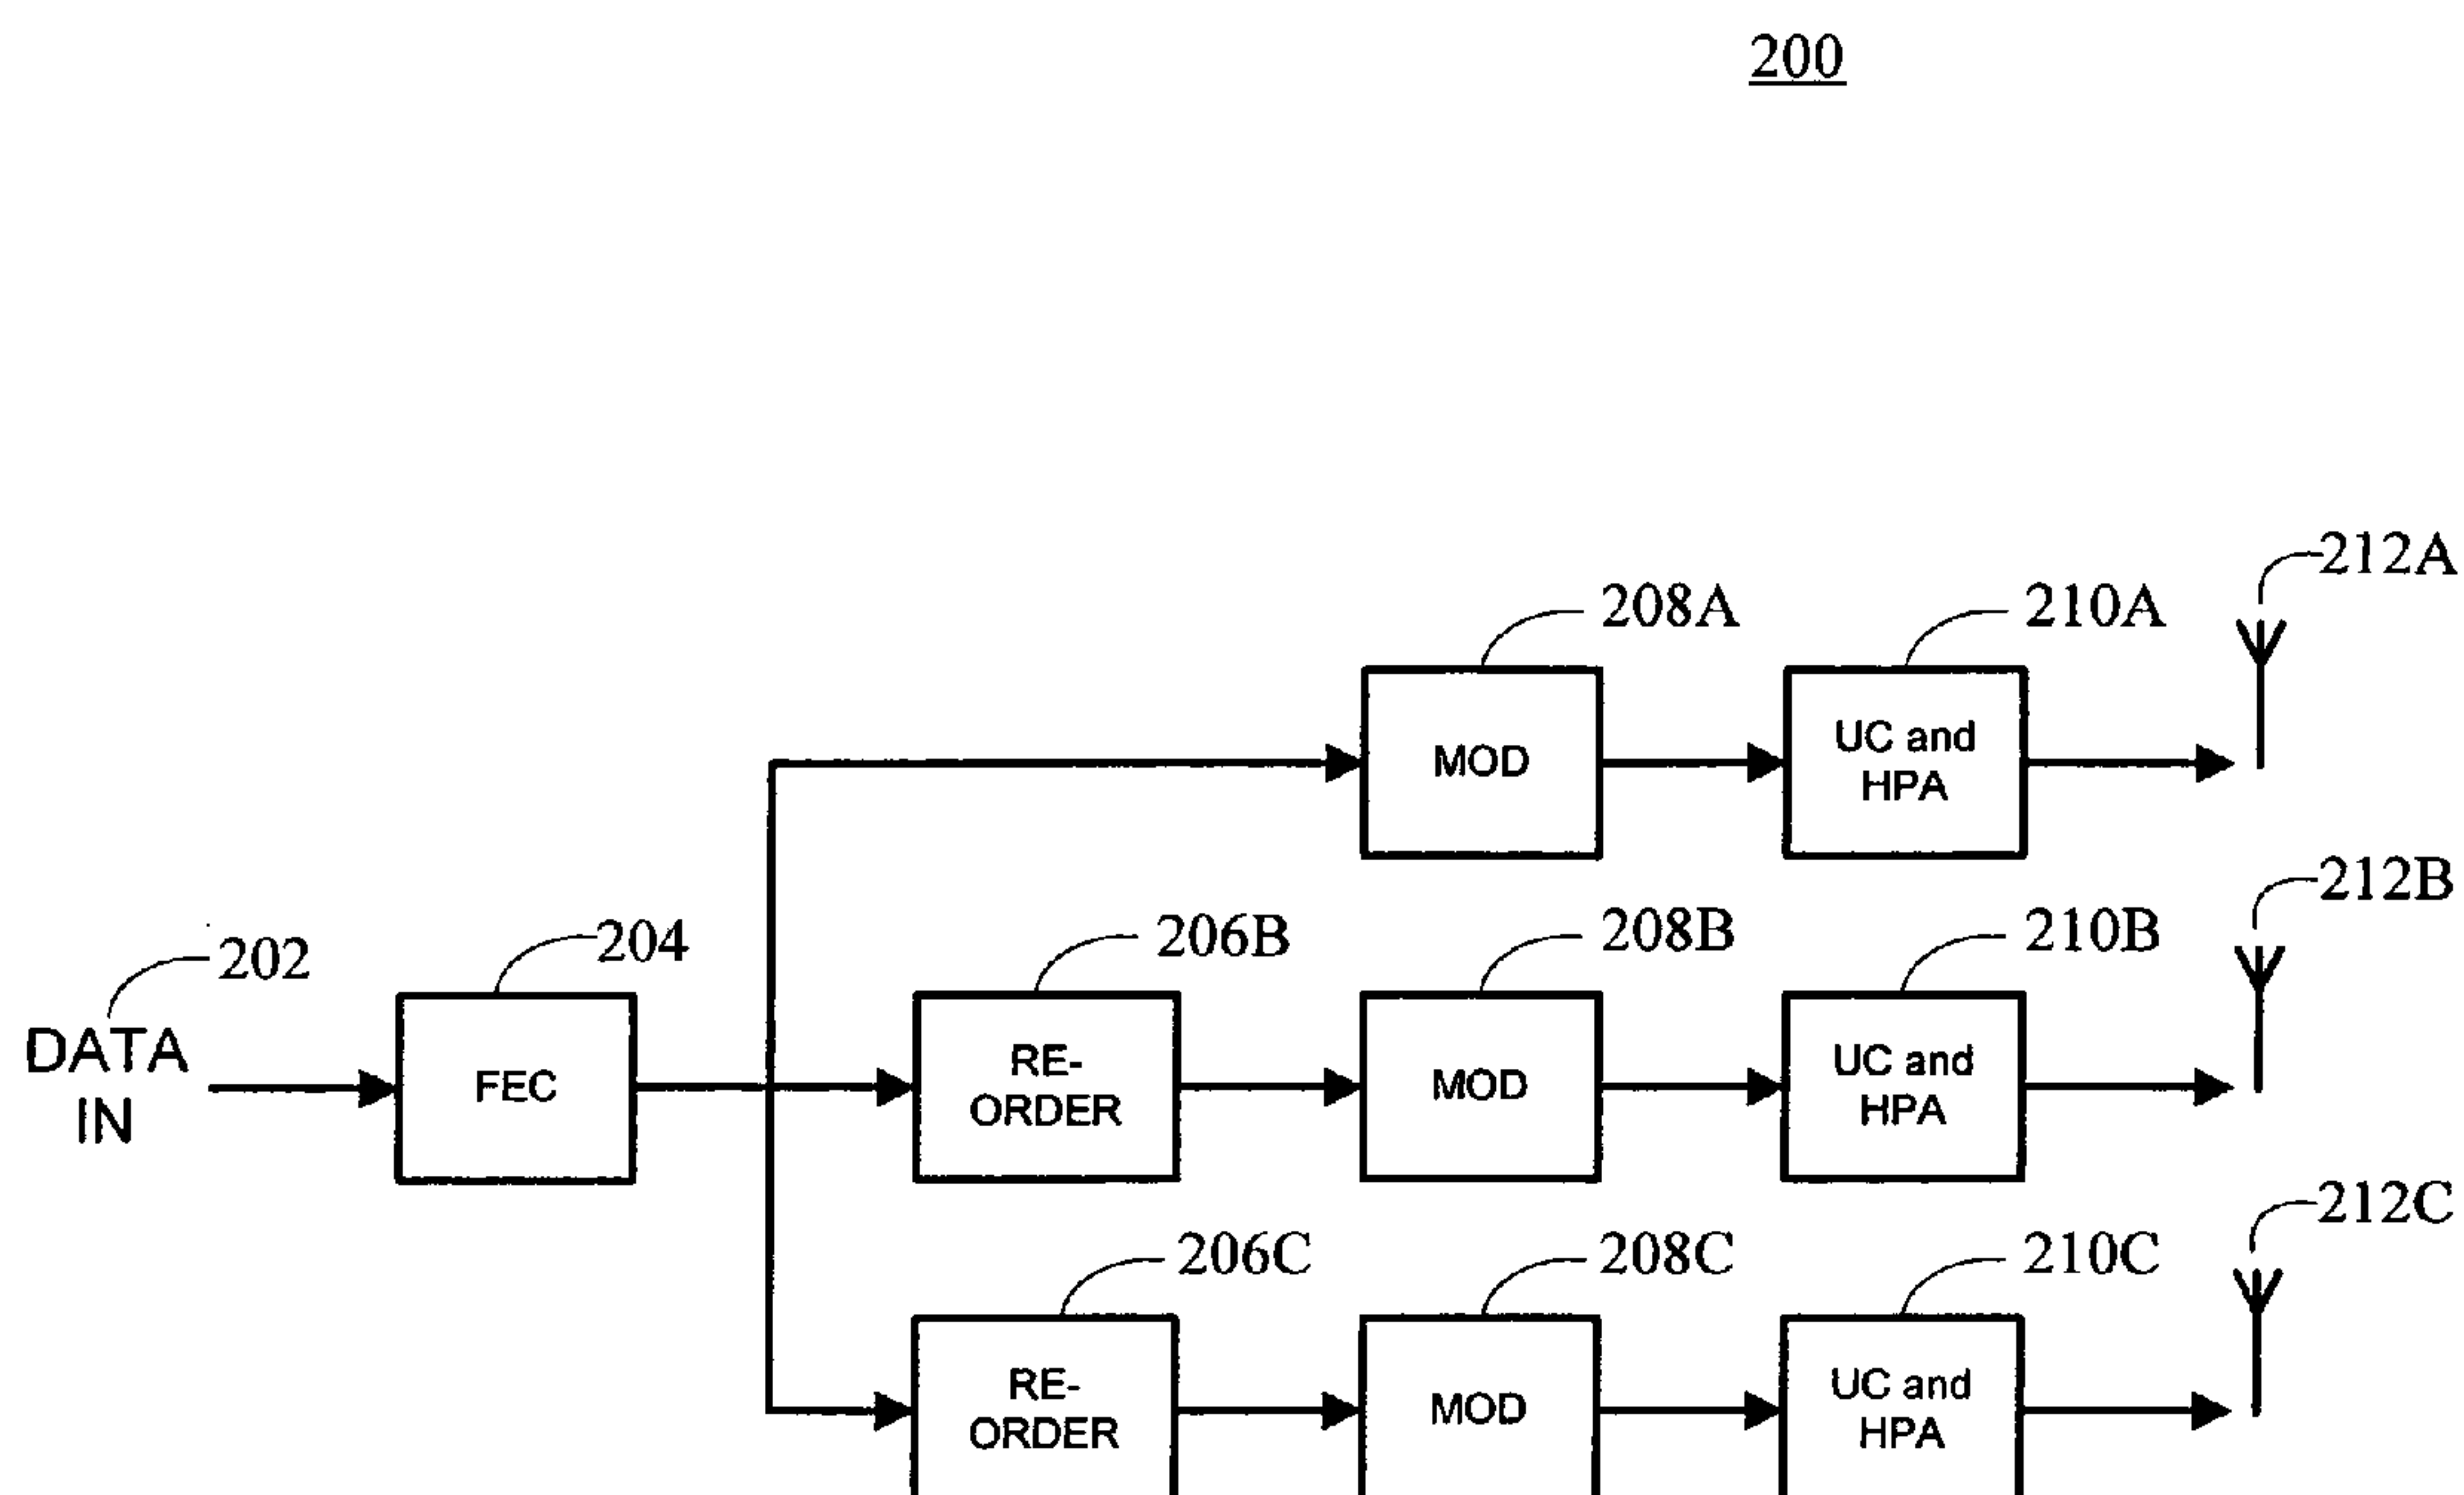 200
212A
208A
210A
MOD
UC and
HPA
212B
202
204
206B
208B
210B
DATA
IN
FEC
RE-
ORDER
MOD
UC and
HPA
212C
206C
208C
210C
RE-
ORDER
MOD
UC and
HPA